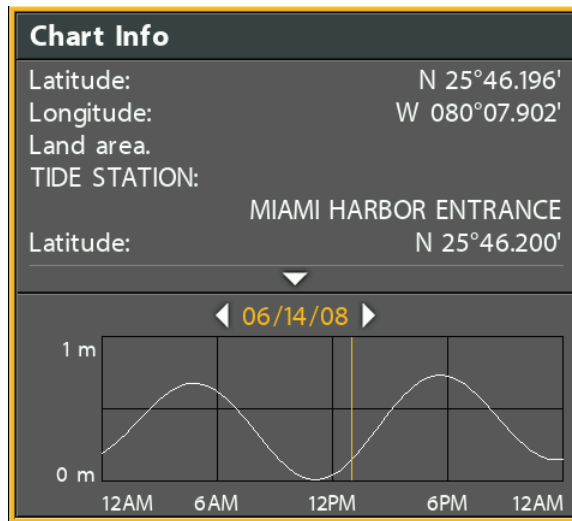 Chart Info
Latitude: N 25°46.196'
Longitude: W 080°07.902'
Land area.
TIDE STATION:
MIAMI HARBOR ENTRANCE
Latitude: N 25°46.200'
06/14/08
1 m
0 m
12AM 6AM 12PM 6PM 12AM